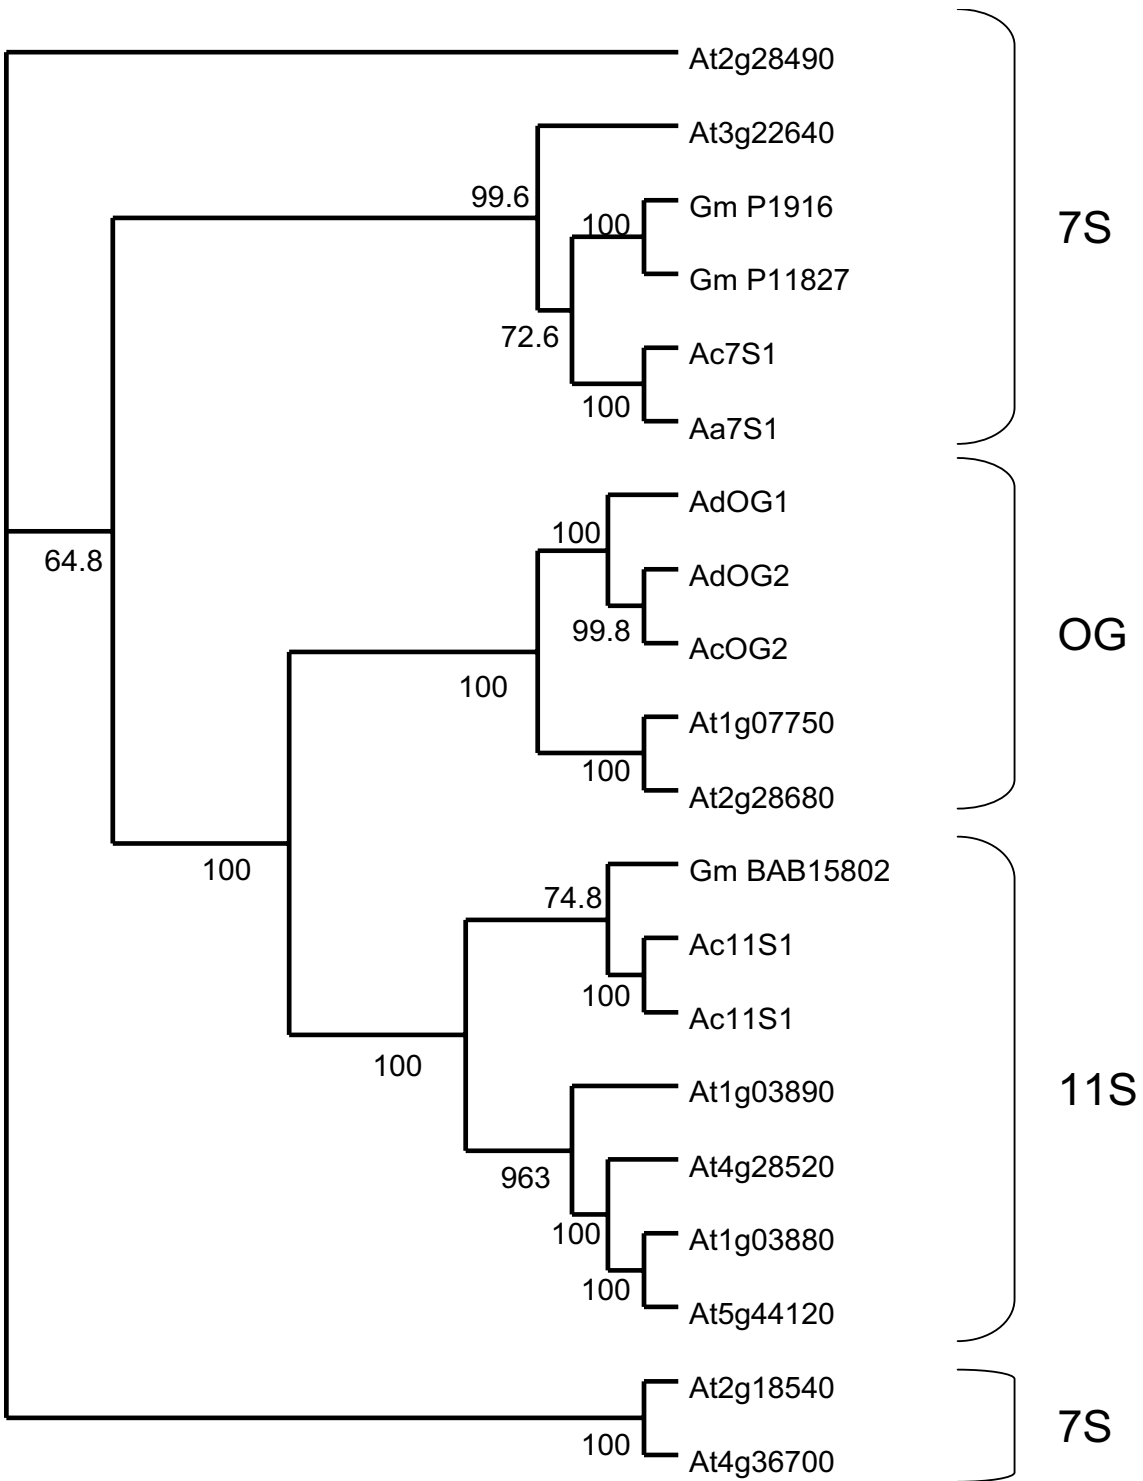 At2g28490
At3g22640
99.6
Gm P1916
100
7S
Gm P11827
72.6
Ac7S1
100
Aa7S1
AdOG1
100
64.8
AdOG2
99.8
OG
AcOG2
100
At1g07750
100
At2g28680
100
Gm BAB15802
74.8
Ac11S1
100
Ac11S1
100
At1g03890
11S
963
At4g28520
100
At1g03880
100
At5g44120
At2g18540
7S
100
At4g36700